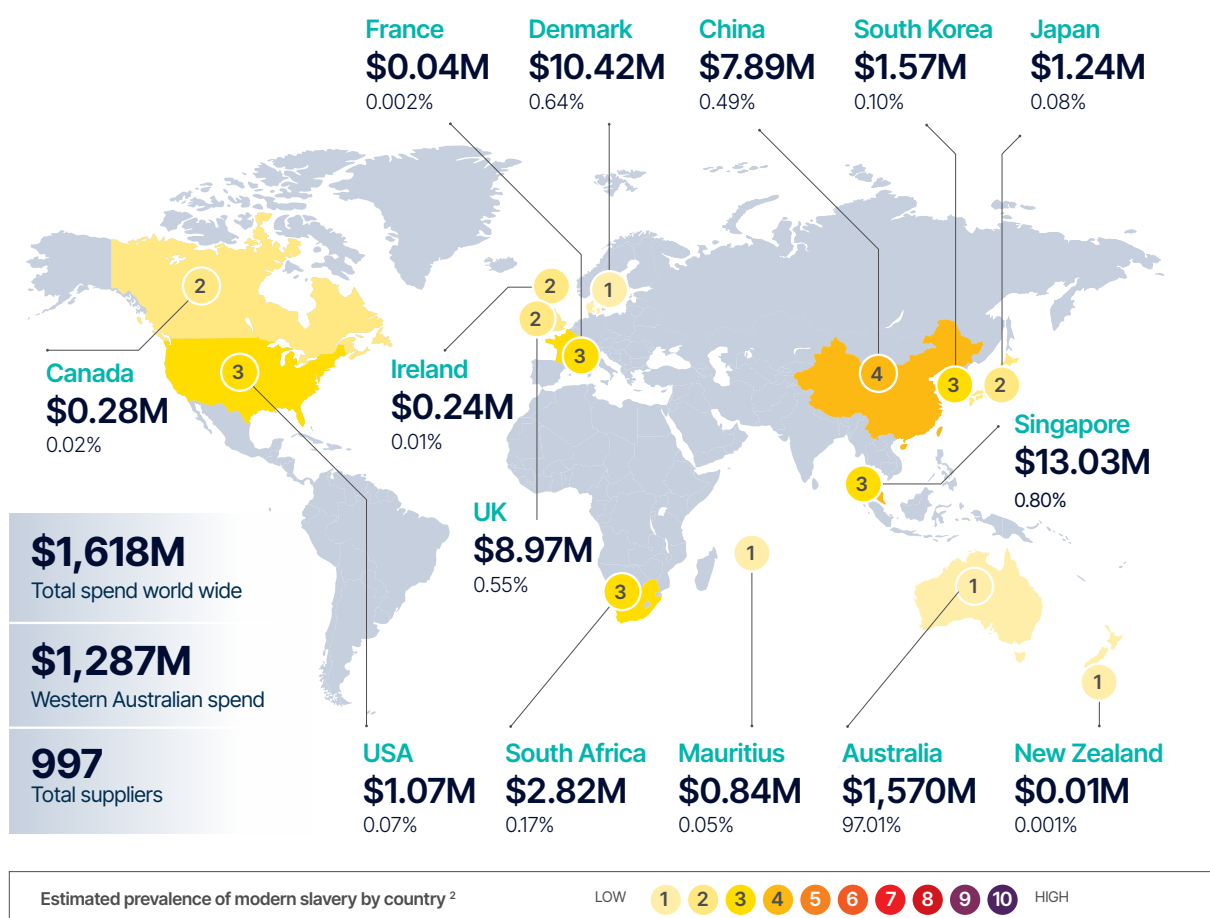 France
$0.04M
0.002%
Denmark
$10.42M
0.64%
China
$7.89M
0.49%
South Korea
$1.57M
0.10%
Japan
$1.24M
0.08%
2
Canada
$0.28M
0.02%
3
2
2
1
3
Ireland
$0.24M
0.01%
4
3
2
3
Singapore
$13.03M
0.80%
UK
$8.97M
0.55%
3
1
1
1
$1,618M
Total spend world wide
$1,287M
Western Australian spend
997
Total suppliers
USA
$1.07M
0.07%
South Africa
$2.82M
0.17%
Mauritius
$0.84M
0.05%
Australia
$1,570M
97.01%
New Zealand
$0.01M
0.001%
Estimated prevalence of modern slavery by country ²
LOW 1 2 3 4 5 6 7 8 9 10 HIGH